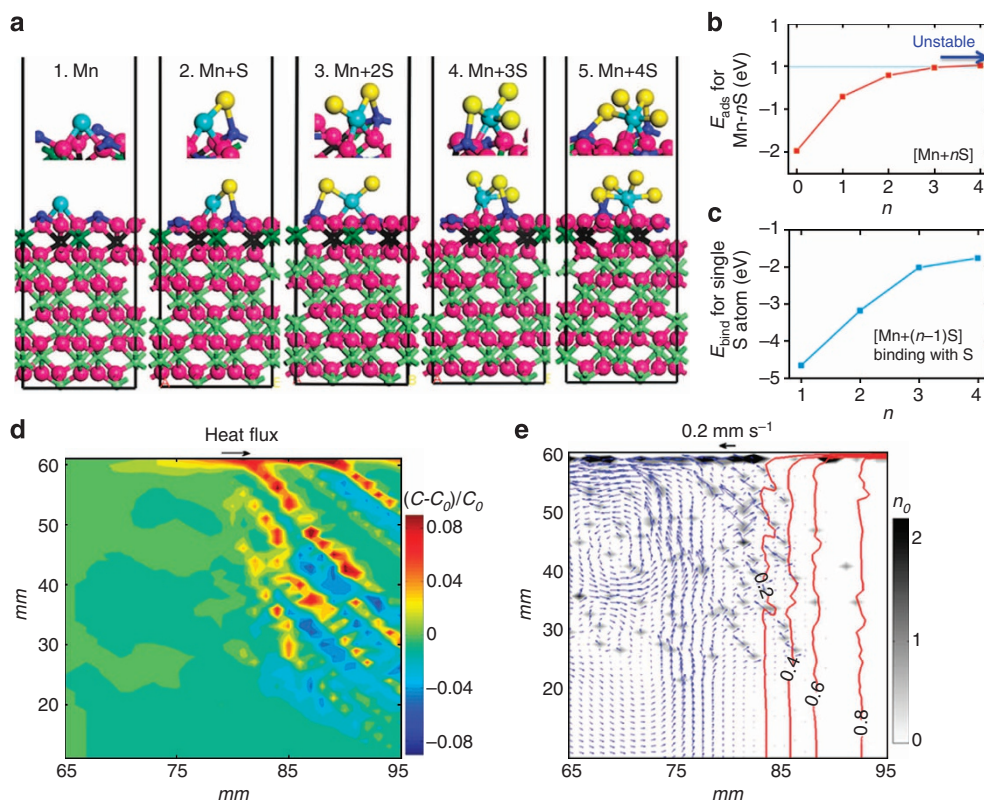 a
1. Mn
2. Mn+S
3. Mn+2S
4. Mn+3S
5. Mn+4S
b
1
1
−1
−2
0
1
2
3
4
n
E_ads for
Mn-nS (eV)
Unstable
[Mn+nS]
c
−1
−2
−3
−4
−5
1
2
3
4
n
E_bind for single
S atom (eV)
[Mn+(n−1)S]
binding with S
d
Heat flux
60
50
40
30
20
mm
65
75
85
95
mm
(C-C_0)/C_0
0.08
0.04
0
−0.04
−0.08
e
0.2 mm s⁻¹
60
50
40
30
20
mm
65
75
85
95
mm
0.2
0.4
0.6
0.8
n_0
2
1
0